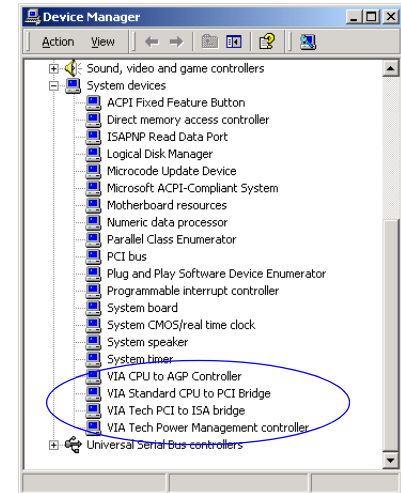 Device Manager
Action View
Sound, video and game controllers
System devices
ACPI Fixed Feature Button
Direct memory access controller
ISAPNP Read Data Port
Logical Disk Manager
Microcode Update Device
Microsoft ACPI-Compliant System
Motherboard resources
Numeric data processor
Parallel Class Enumerator
PCI bus
Plug and Play Software Device Enumerator
Programmable interrupt controller
System board
System CMOS/real time clock
System speaker
System timer
VIA CPU to AGP Controller
VIA Standard CPU to PCI Bridge
VIA Tech PCI to ISA bridge
VIA Tech Power Management controller
Universal Serial Bus controllers